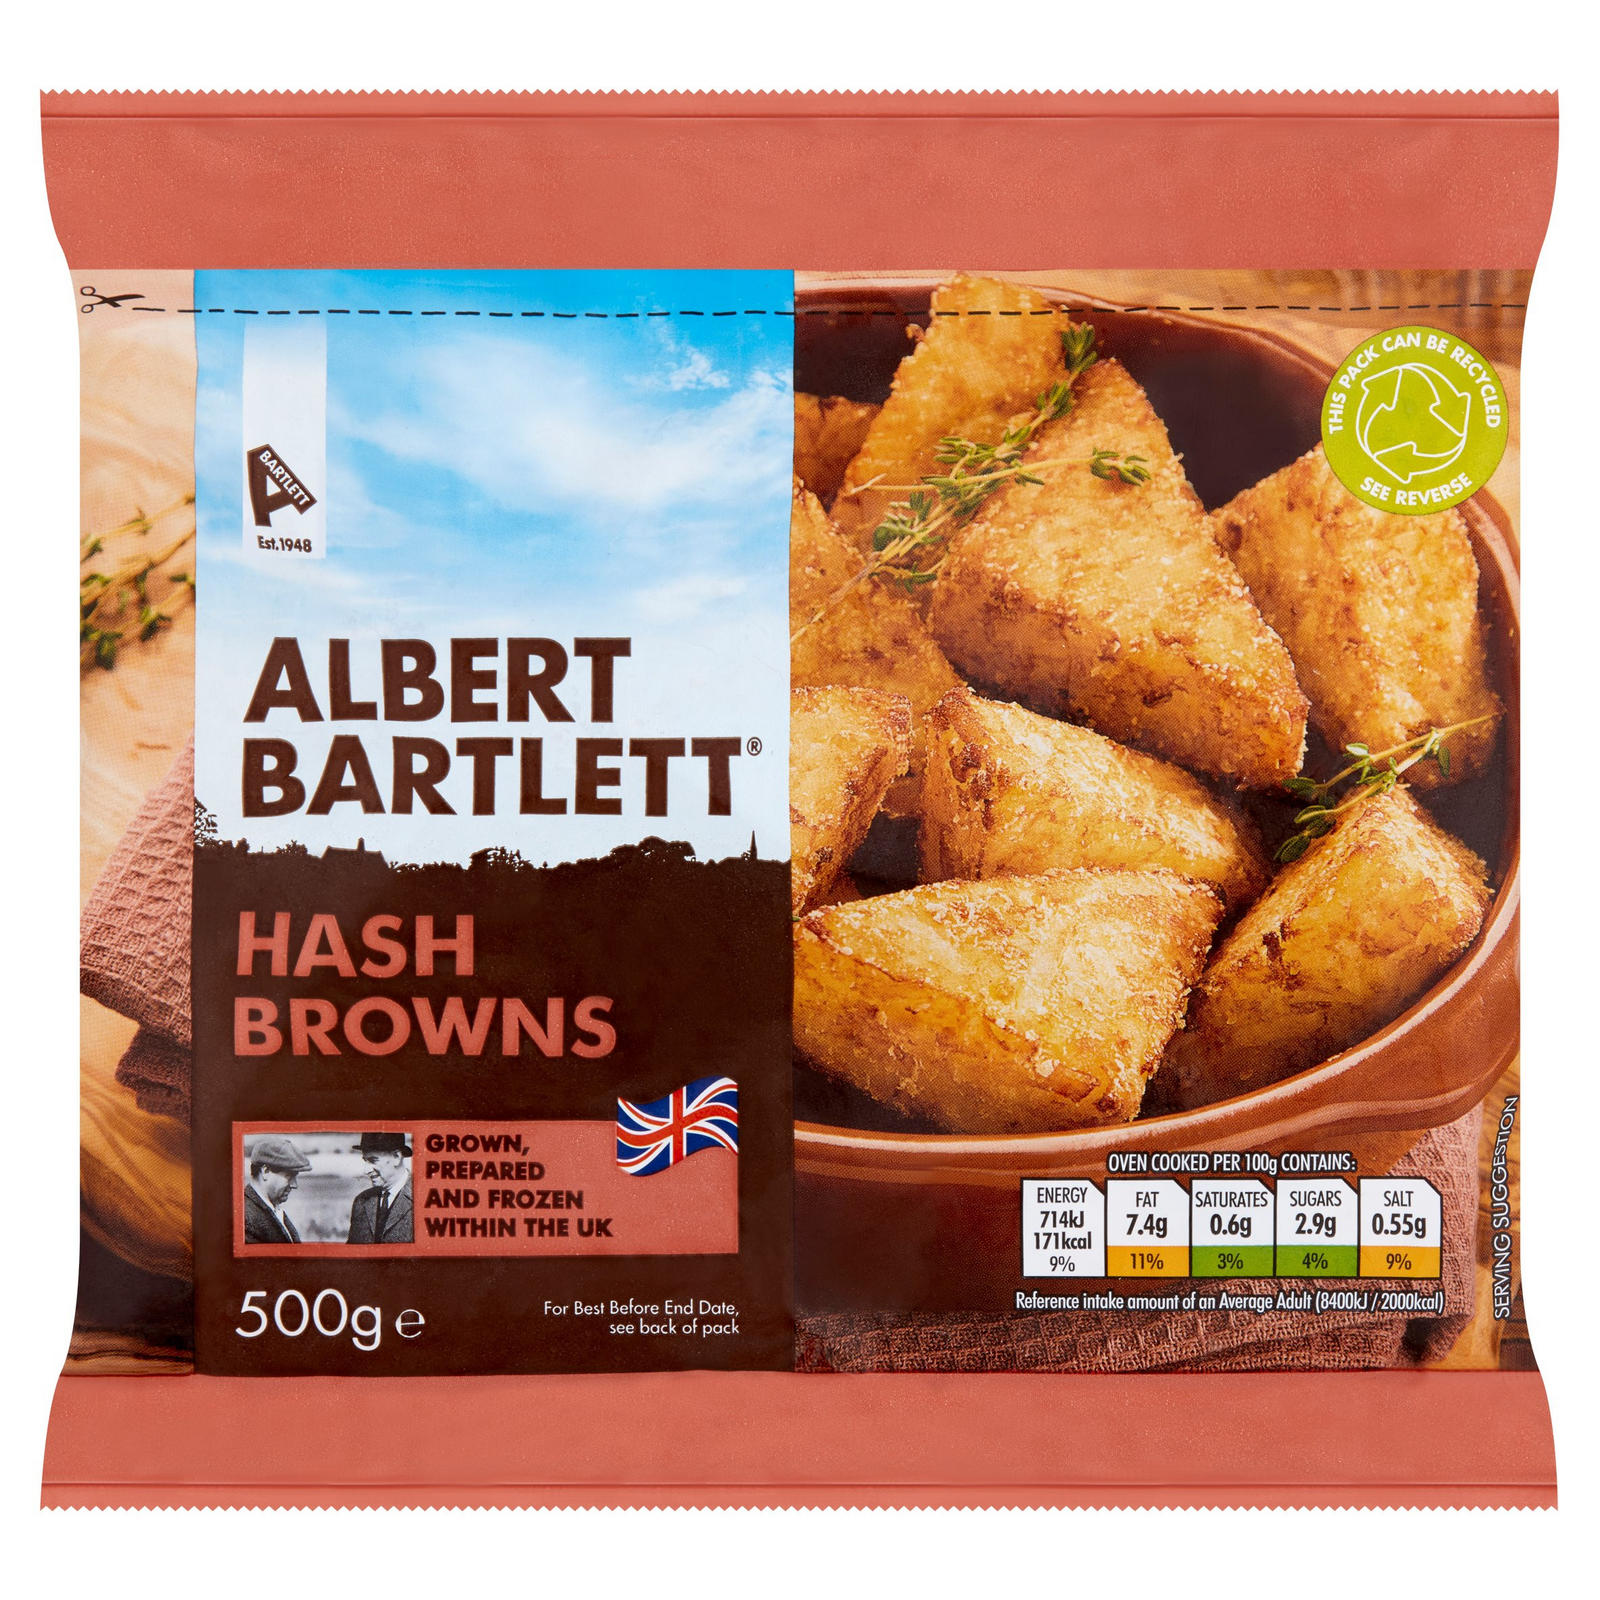 BARTLETT
Est.1948
ALBERT
BARTLETT®
HASH
BROWNS
GROWN,
PREPARED
AND FROZEN
WITHIN THE UK
500g e
For Best Before End Date,
see back of pack
THIS PACK CAN BE RECYCLED
SEE REVERSE
OVEN COOKED PER 100g CONTAINS:
ENERGY
714kJ
171kcal
9%
FAT
7.4g
11%
SATURATES
0.6g
3%
SUGARS
2.9g
4%
SALT
0.55g
9%
Reference intake amount of an Average Adult (8400kJ / 2000kcal)
SERVING SUGGESTION